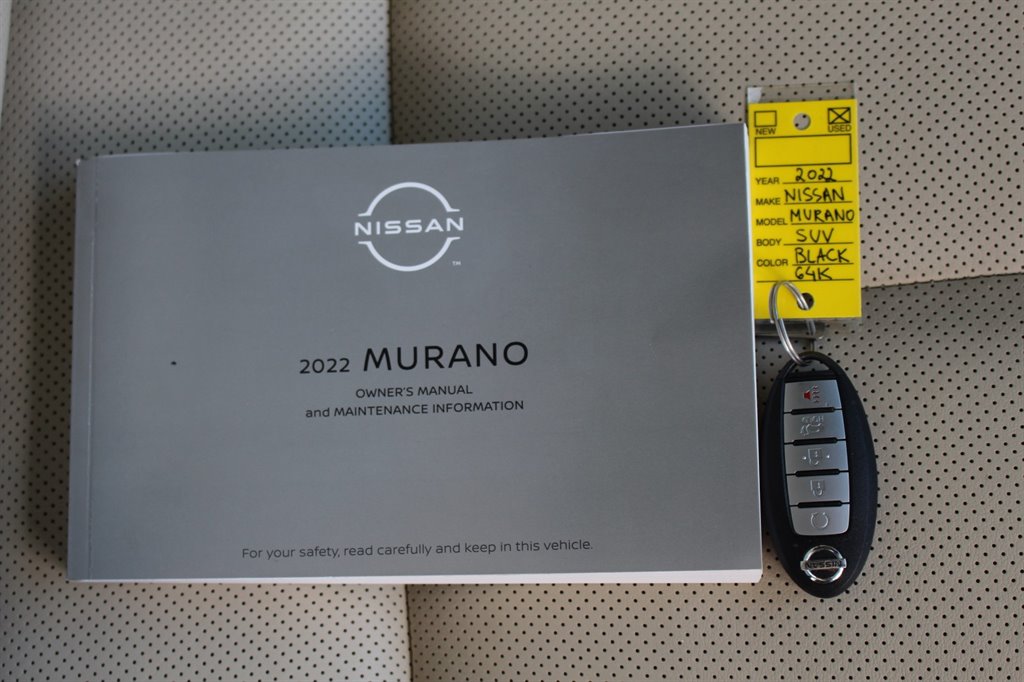 NISSAN
™
2022 MURANO
OWNER'S MANUAL
and MAINTENANCE INFORMATION
For your safety, read carefully and keep in this vehicle.
NEW USED
YEAR 2022
MAKE NISSAN
MODEL MURANO
BODY SUV
COLOR BLACK
64K
NISSAN